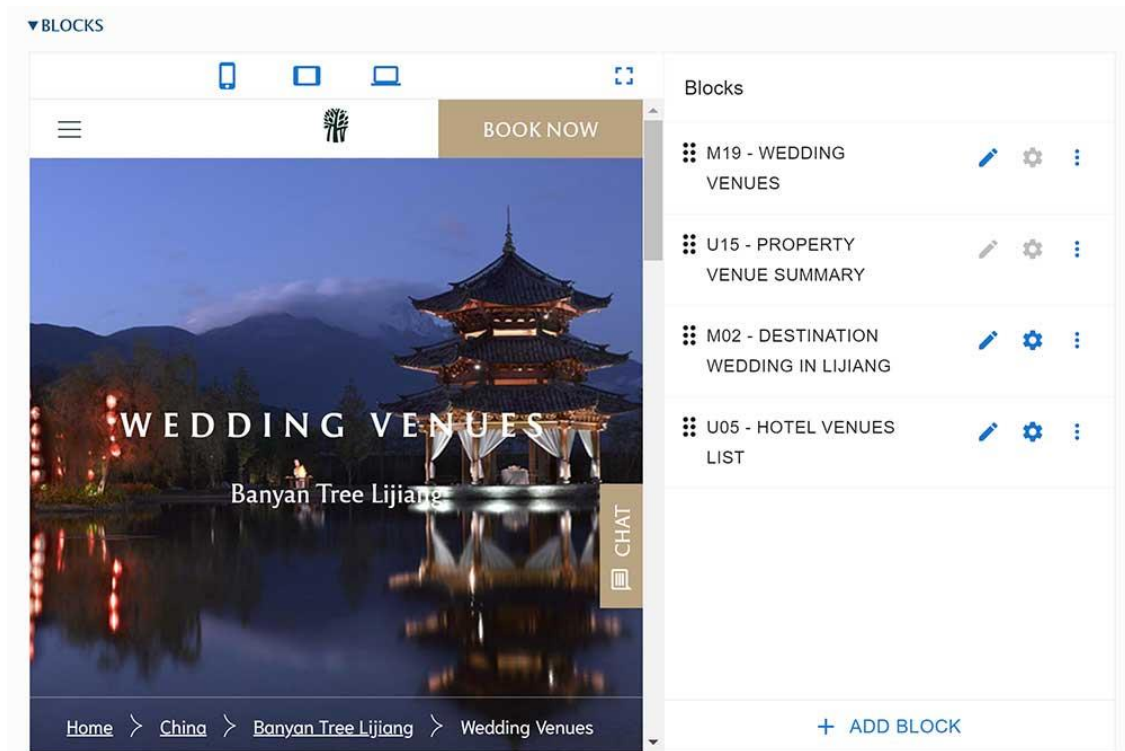 ▼BLOCKS
BOOK NOW
WEDDING VENUES
Banyan Tree Lijiang
CHAT
Home > China > Banyan Tree Lijiang > Wedding Venues
Blocks
M19 - WEDDING
VENUES
U15 - PROPERTY
VENUE SUMMARY
M02 - DESTINATION
WEDDING IN LIJIANG
U05 - HOTEL VENUES
LIST
+ ADD BLOCK